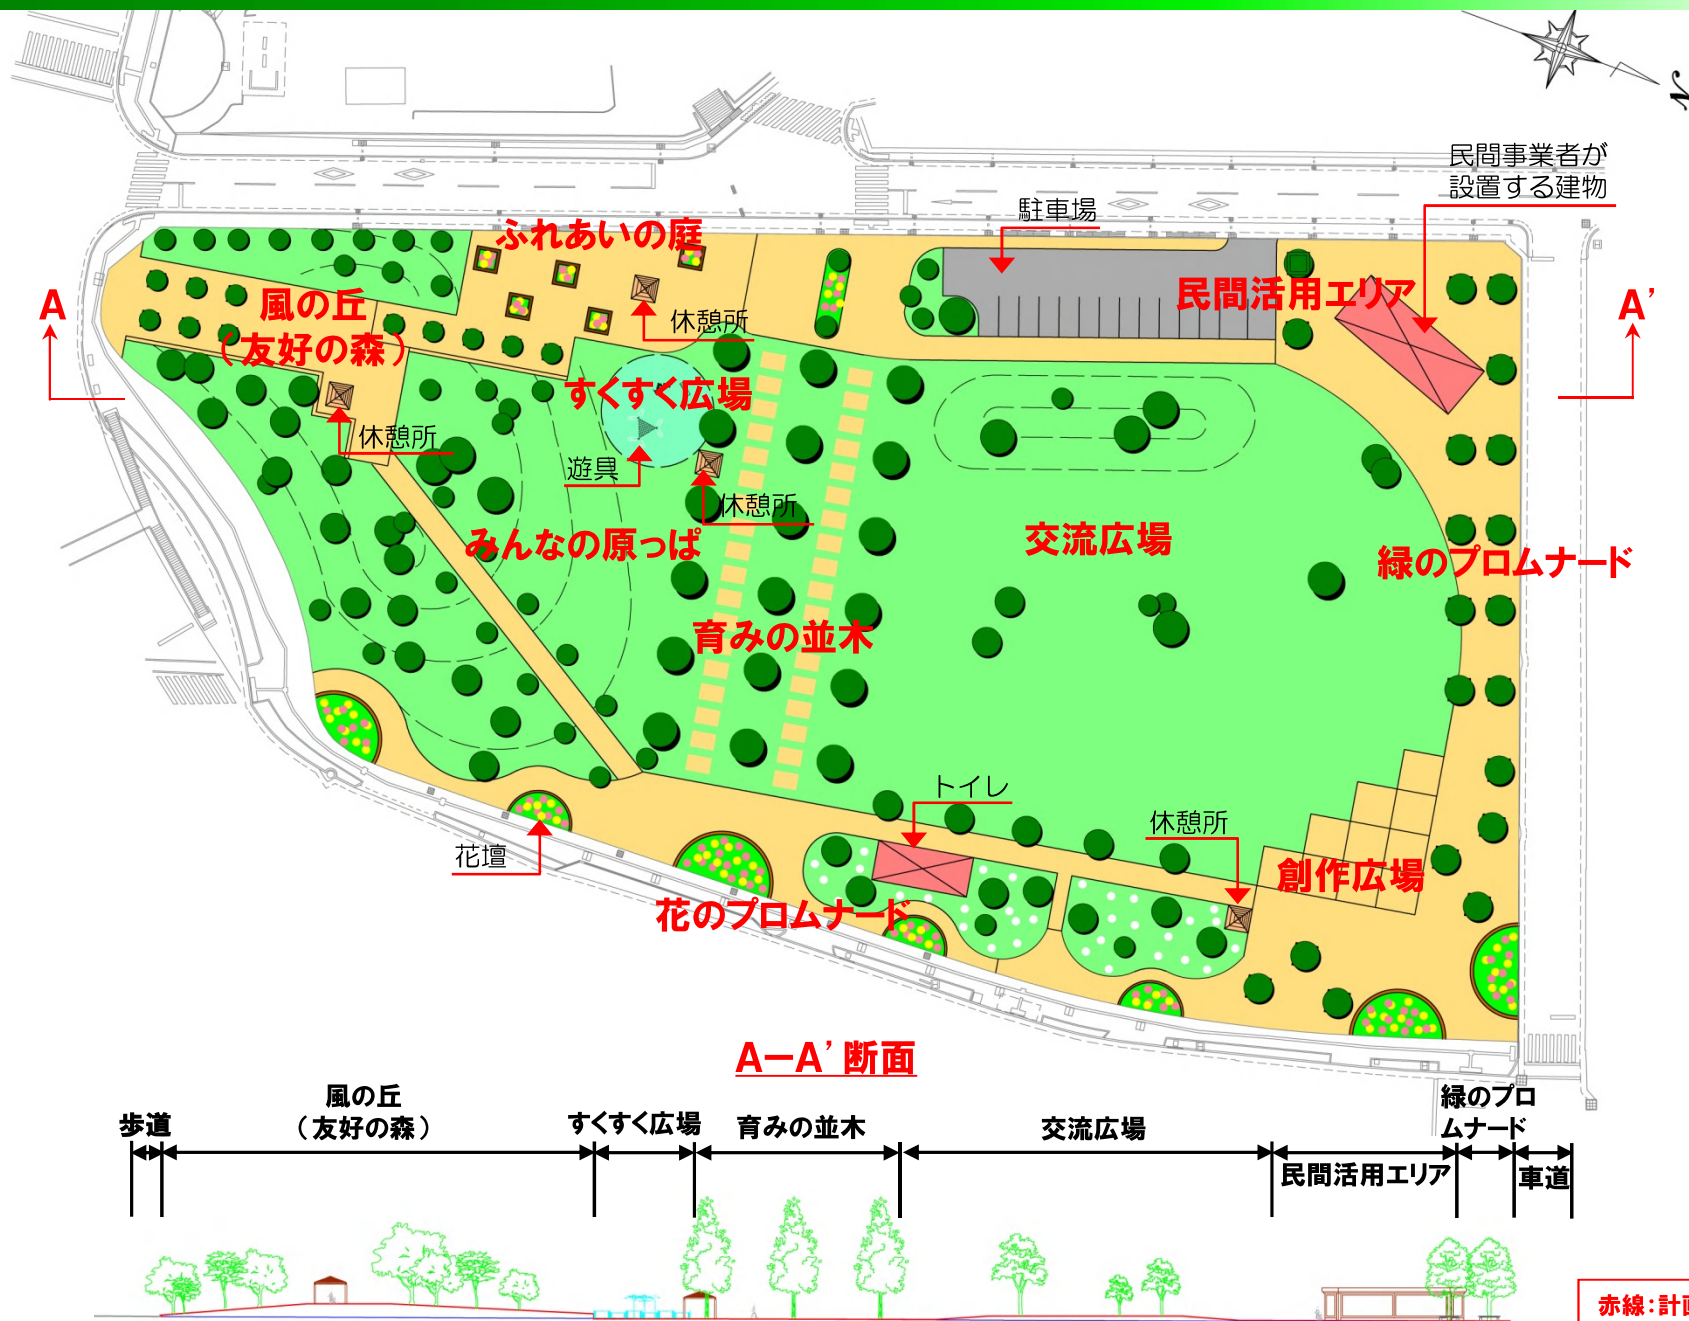 N
民間事業者が
設置する建物
駐車場
ふれあいの庭
民間活用エリア
A
A’
風の丘
（友好の森）
休憩所
すくすく広場
休憩所
遊具
休憩所
みんなの原っぱ
交流広場
緑のプロムナード
育みの並木
トイレ
休憩所
花壇
創作広場
花のプロムナード
A－A’断面
歩道
風の丘
（友好の森）
すくすく広場
育みの並木
交流広場
民間活用エリア
緑のプロ
ムナード
車道
赤線：計